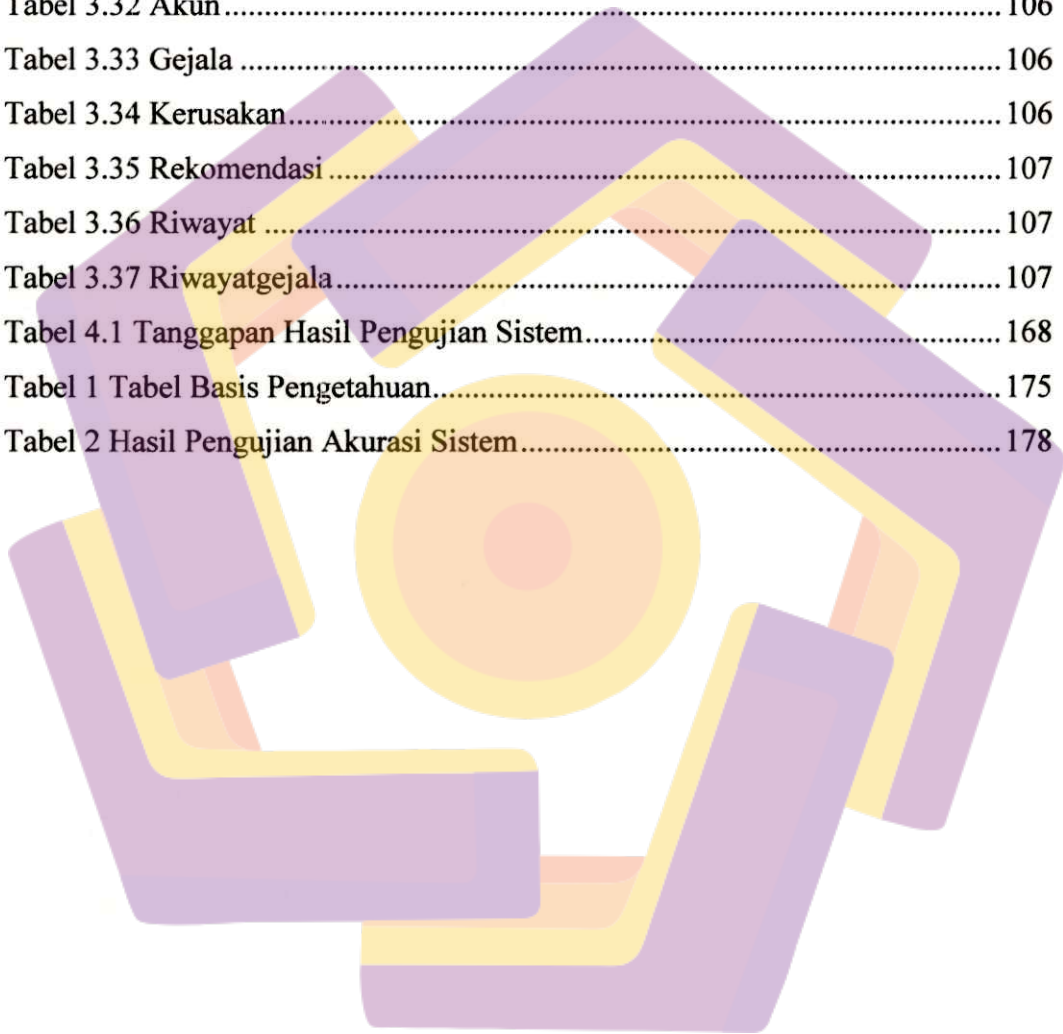 Tabel 3.32 Akun........................................................................................................106
Tabel 3.33 Gejala ......................................................................................................106
Tabel 3.34 Kerusakan................................................................................................106
Tabel 3.35 Rekomendasi ...........................................................................................107
Tabel 3.36 Riwayat ...................................................................................................107
Tabel 3.37 Riwayatgejala..........................................................................................107
Tabel 4.1 Tanggapan Hasil Pengujian Sistem..........................................................168
Tabel 1 Tabel Basis Pengetahuan.............................................................................175
Tabel 2 Hasil Pengujian Akurasi Sistem..................................................................178